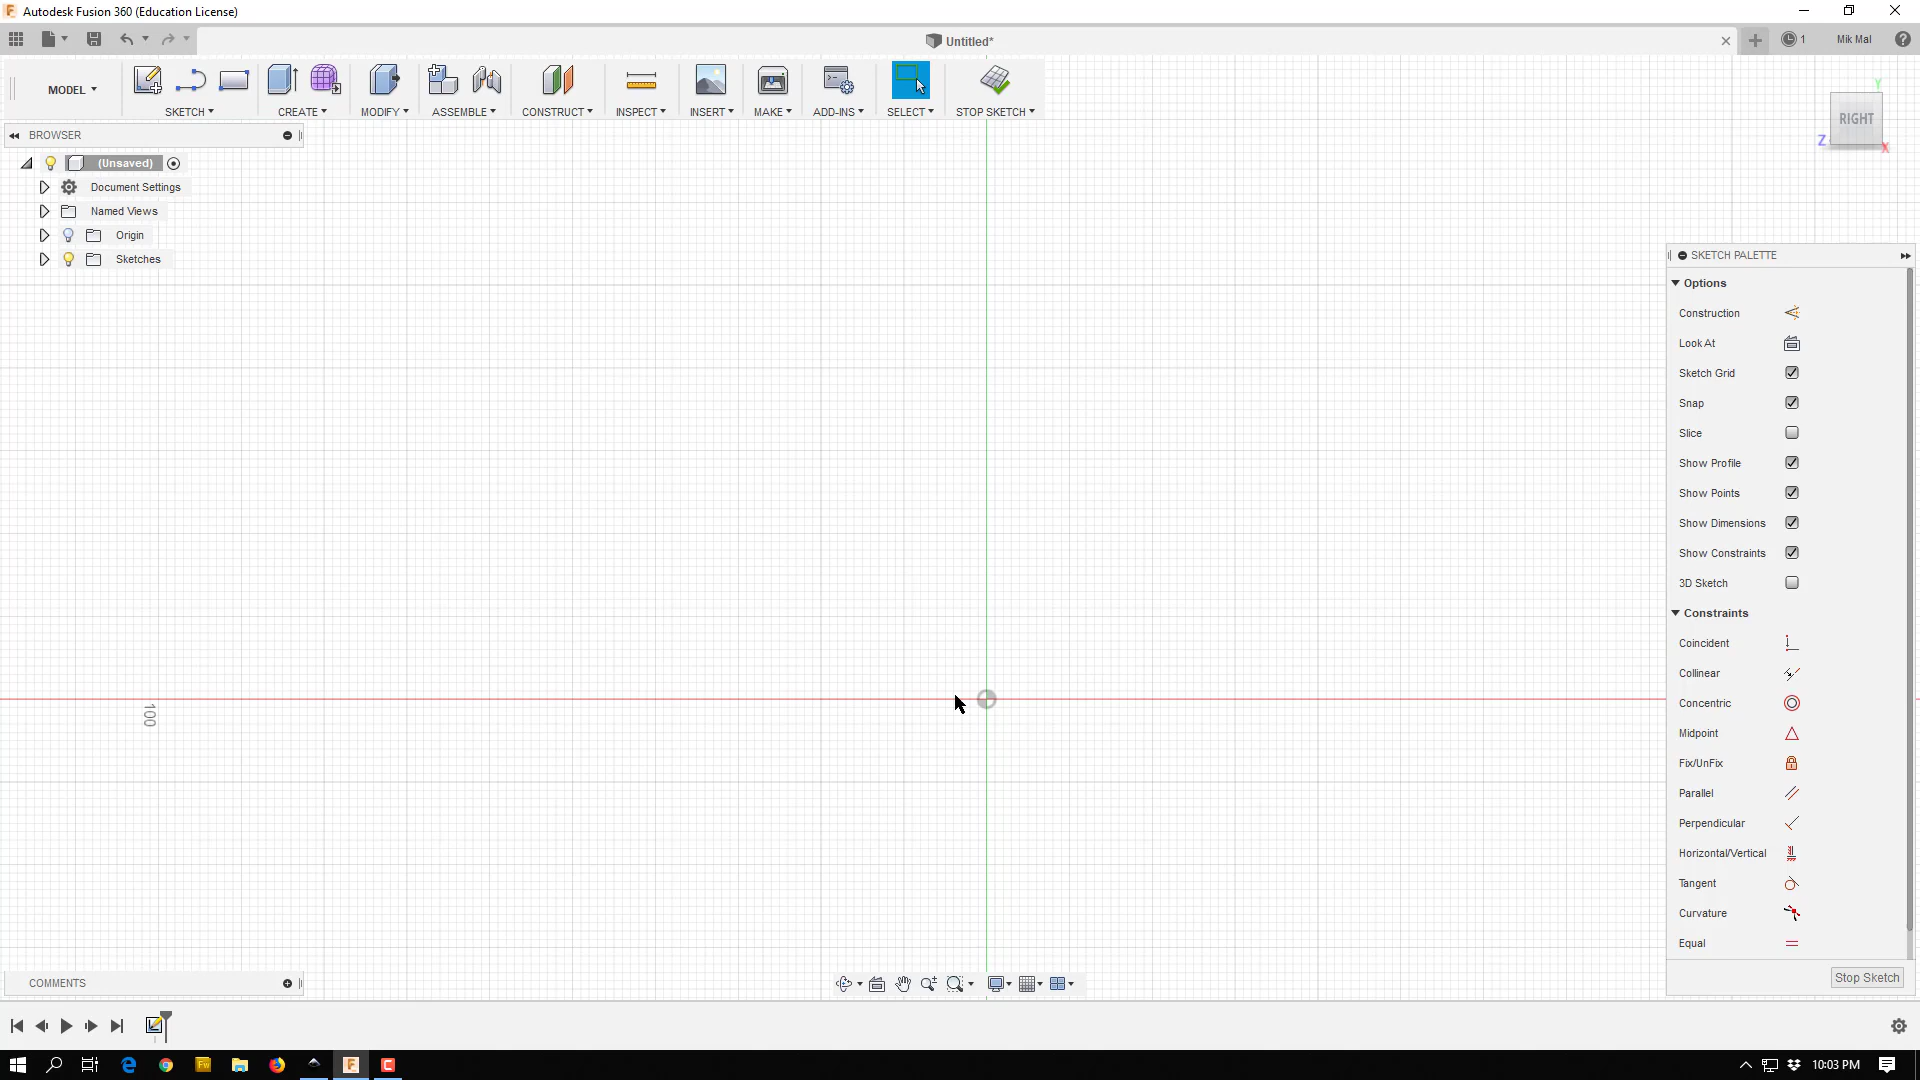 Autodesk Fusion 360 (Education License)
Untitled*
1
Mik Mal
MODEL
SKETCH
CREATE
MODIFY
ASSEMBLE
CONSTRUCT
INSPECT
INSERT
MAKE
ADD-INS
SELECT
STOP SKETCH
Y
RIGHT
Z
X
BROWSER
(Unsaved)
Document Settings
Named Views
Origin
Sketches
SKETCH PALETTE
Options
Construction
Look At
Sketch Grid
Snap
Slice
Show Profile
Show Points
Show Dimensions
Show Constraints
3D Sketch
Constraints
Coincident
Collinear
Concentric
Midpoint
Fix/UnFix
Parallel
Perpendicular
Horizontal/Vertical
Tangent
Curvature
Equal
Stop Sketch
100
COMMENTS
Fw
10:03 PM